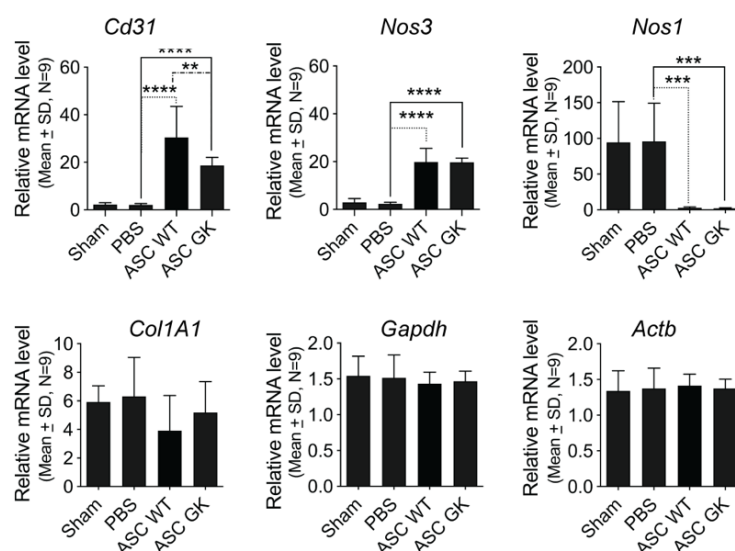 Cd31
Relative mRNA level
(Mean ± SD, N=9)
60
40
20
0
****
**
****
Sham
PBS
ASC WT
ASC GK
Nos3
Relative mRNA level
(Mean ± SD, N=9)
60
40
20
0
****
****
Sham
PBS
ASC WT
ASC GK
Nos1
Relative mRNA level
(Mean ± SD, N=9)
200
150
100
50
0
***
***
Sham
PBS
ASC WT
ASC GK
Col1A1
Relative mRNA level
(Mean ± SD, N=9)
10
8
6
4
2
0
Sham
PBS
ASC WT
ASC GK
Gapdh
Relative mRNA level
(Mean ± SD, N=9)
2.0
1.5
1.0
0.5
0.0
Sham
PBS
ASC WT
ASC GK
Actb
Relative mRNA level
(Mean ± SD, N=9)
2.0
1.5
1.0
0.5
0.0
Sham
PBS
ASC WT
ASC GK